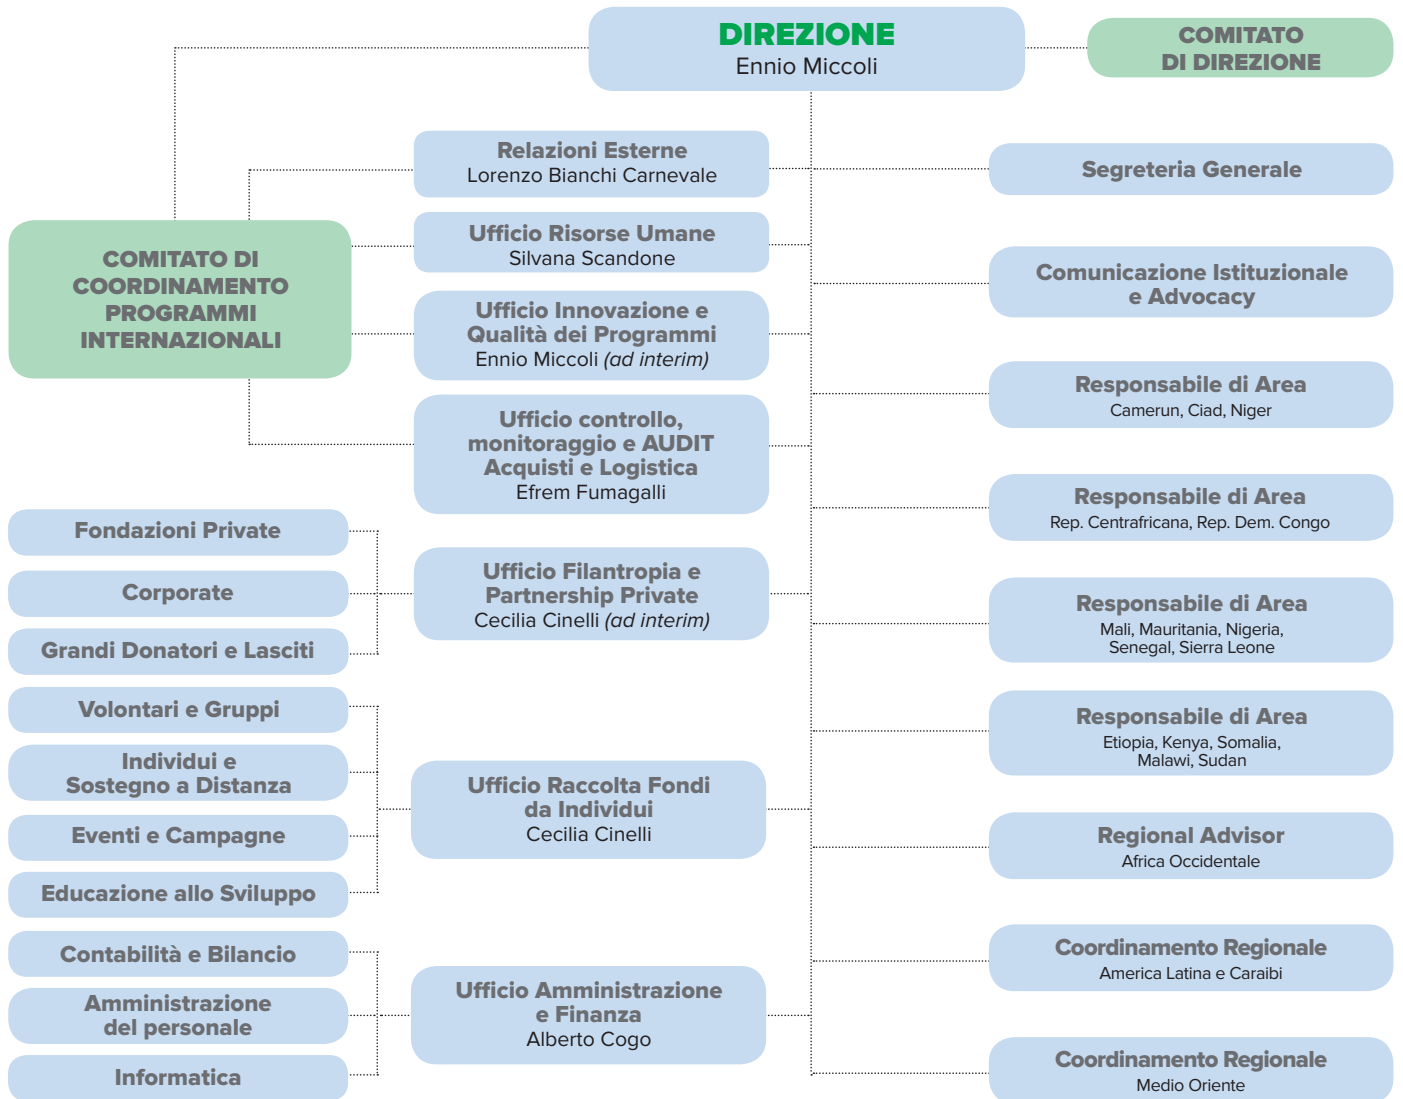 DIREZIONE
Ennio Miccoli
COMITATO
DI DIREZIONE
COMITATO DI
COORDINAMENTO
PROGRAMMI
INTERNAZIONALI
Relazioni Esterne
Lorenzo Bianchi Carnevale
Ufficio Risorse Umane
Silvana Scandone
Ufficio Innovazione e
Qualità dei Programmi
Ennio Miccoli (ad interim)
Ufficio controllo,
monitoraggio e AUDIT
Acquisti e Logistica
Efrem Fumagalli
Fondazioni Private
Corporate
Grandi Donatori e Lasciti
Ufficio Filantropia e
Partnership Private
Cecilia Cinelli (ad interim)
Volontari e Gruppi
Individui e
Sostegno a Distanza
Eventi e Campagne
Educazione allo Sviluppo
Ufficio Raccolta Fondi
da Individui
Cecilia Cinelli
Contabilità e Bilancio
Amministrazione
del personale
Informatica
Ufficio Amministrazione
e Finanza
Alberto Cogo
Segreteria Generale
Comunicazione Istituzionale
e Advocacy
Responsabile di Area
Camerun, Ciad, Niger
Responsabile di Area
Rep. Centrafricana, Rep. Dem. Congo
Responsabile di Area
Mali, Mauritania, Nigeria,
Senegal, Sierra Leone
Responsabile di Area
Etiopia, Kenya, Somalia,
Malawi, Sudan
Regional Advisor
Africa Occidentale
Coordinamento Regionale
America Latina e Caraibi
Coordinamento Regionale
Medio Oriente